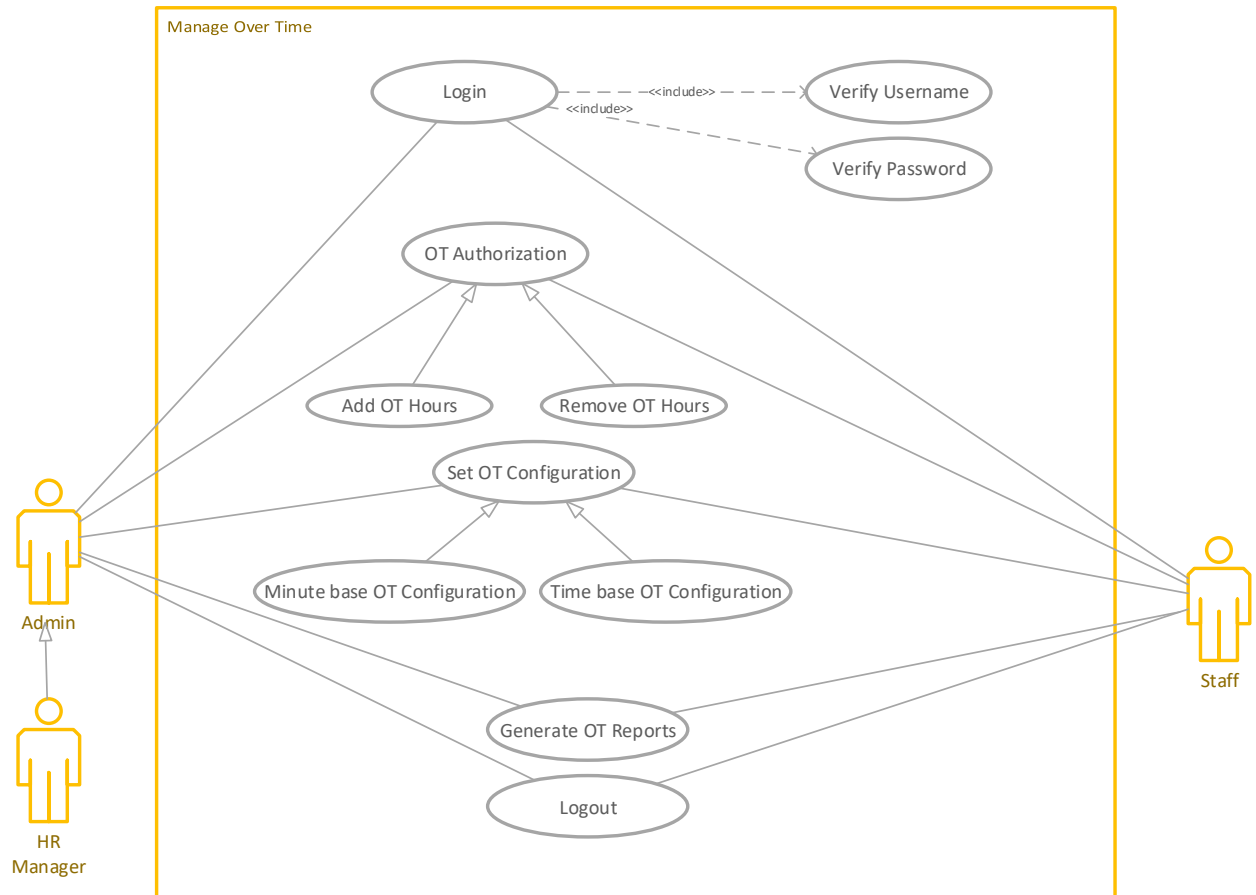 Manage Over Time
Login
<<include>>
Verify Username
<<include>>
Verify Password
OT Authorization
Add OT Hours
Remove OT Hours
Set OT Configuration
Minute base OT Configuration
Time base OT Configuration
Admin
Staff
Generate OT Reports
Logout
HR
Manager